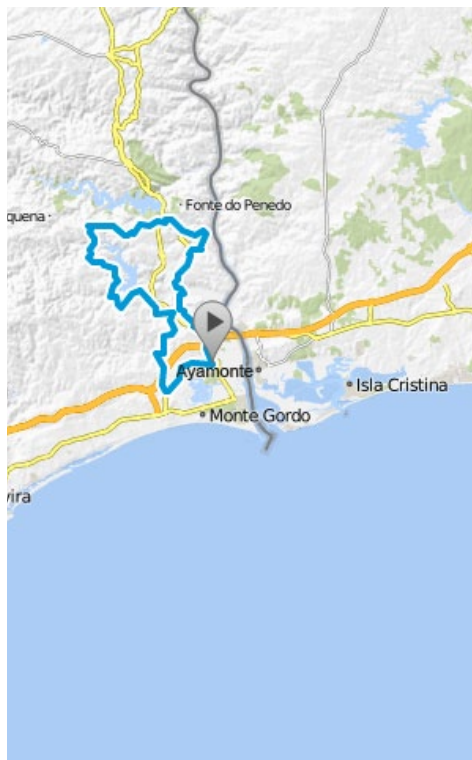 Fonte do Penedo
quena
Ayamonte
Isla Cristina
Monte Gordo
vira